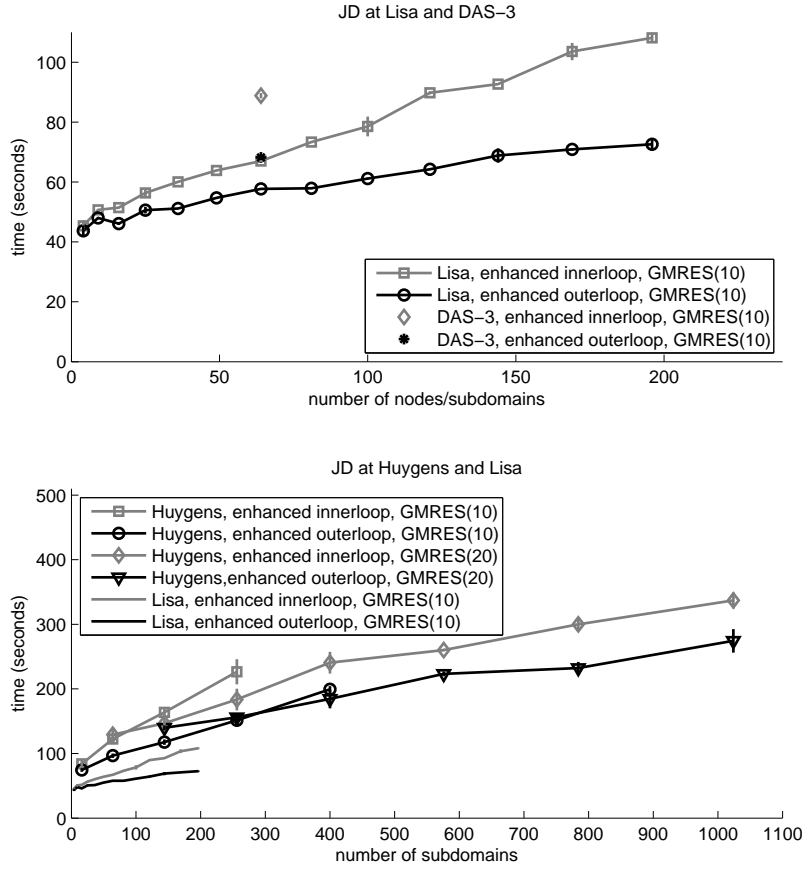 JD at Lisa and DAS−3
100
80
60
40
20
0
time (seconds)
Lisa, enhanced innerloop, GMRES(10)
Lisa, enhanced outerloop, GMRES(10)
DAS−3, enhanced innerloop, GMRES(10)
DAS−3, enhanced outerloop, GMRES(10)
0 50 100 150 200
number of nodes/subdomains
JD at Huygens and Lisa
500
400
300
200
100
0
time (seconds)
Huygens, enhanced innerloop, GMRES(10)
Huygens, enhanced outerloop, GMRES(10)
Huygens, enhanced innerloop, GMRES(20)
Huygens,enhanced outerloop, GMRES(20)
Lisa, enhanced innerloop, GMRES(10)
Lisa, enhanced outerloop, GMRES(10)
0 100 200 300 400 500 600 700 800 900 1000 1100
number of subdomains